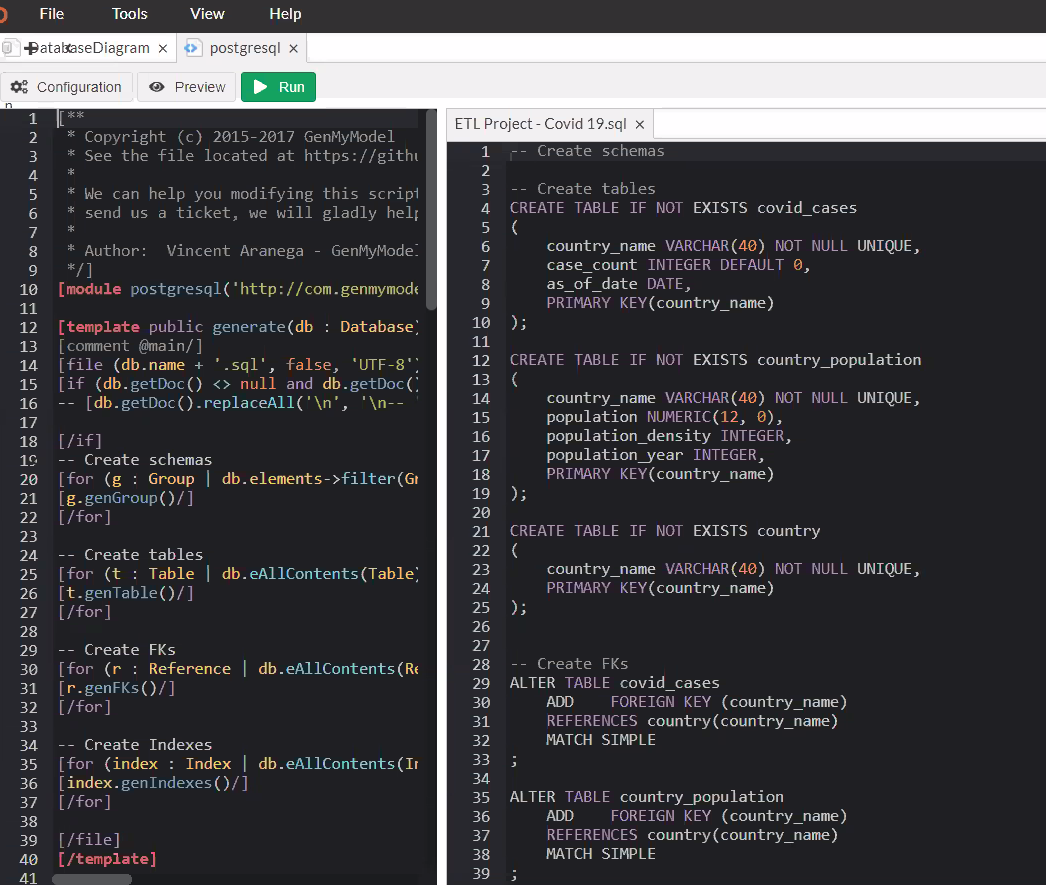 File Tools View Help
DatabaseDiagram × postgresql ×
Configuration Preview Run
1 [**
2 * Copyright (c) 2015-2017 GenMyModel
3 * See the file located at https://githu
4 *
5 * We can help you modifying this script
6 * send us a ticket, we will gladly help
7 *
8 * Author: Vincent Aranega - GenMyModel
9 */]
10 [module postgresql('http://com.genmymode
11
12 [template public generate(db : Database)
13 [comment @main/]
14 [file (db.name + '.sql', false, 'UTF-8')
15 [if (db.getDoc() <> null and db.getDoc()
16 -- [db.getDoc().replaceAll('\n', '\n-- '
17
18 [/if]
19 -- Create schemas
20 [for (g : Group | db.elements->filter(Gr
21 [g.genGroup()/]
22 [/for]
23
24 -- Create tables
25 [for (t : Table | db.eAllContents(Table)
26 [t.genTable()/]
27 [/for]
28
29 -- Create FKs
30 [for (r : Reference | db.eAllContents(Re
31 [r.genFKs()/]
32 [/for]
33
34 -- Create Indexes
35 [for (index : Index | db.eAllContents(In
36 [index.genIndexes()/]
37 [/for]
38
39 [/file]
40 [/template]
41
ETL Project - Covid 19.sql ×
1 -- Create schemas
2
3 -- Create tables
4 CREATE TABLE IF NOT EXISTS covid_cases
5 (
6 country_name VARCHAR(40) NOT NULL UNIQUE,
7 case_count INTEGER DEFAULT 0,
8 as_of_date DATE,
9 PRIMARY KEY(country_name)
10 );
11
12 CREATE TABLE IF NOT EXISTS country_population
13 (
14 country_name VARCHAR(40) NOT NULL UNIQUE,
15 population NUMERIC(12, 0),
16 population_density INTEGER,
17 population_year INTEGER,
18 PRIMARY KEY(country_name)
19 );
20
21 CREATE TABLE IF NOT EXISTS country
22 (
23 country_name VARCHAR(40) NOT NULL UNIQUE,
24 PRIMARY KEY(country_name)
25 );
26
27
28 -- Create FKs
29 ALTER TABLE covid_cases
30 ADD FOREIGN KEY (country_name)
31 REFERENCES country(country_name)
32 MATCH SIMPLE
33 ;
34
35 ALTER TABLE country_population
36 ADD FOREIGN KEY (country_name)
37 REFERENCES country(country_name)
38 MATCH SIMPLE
39 ;